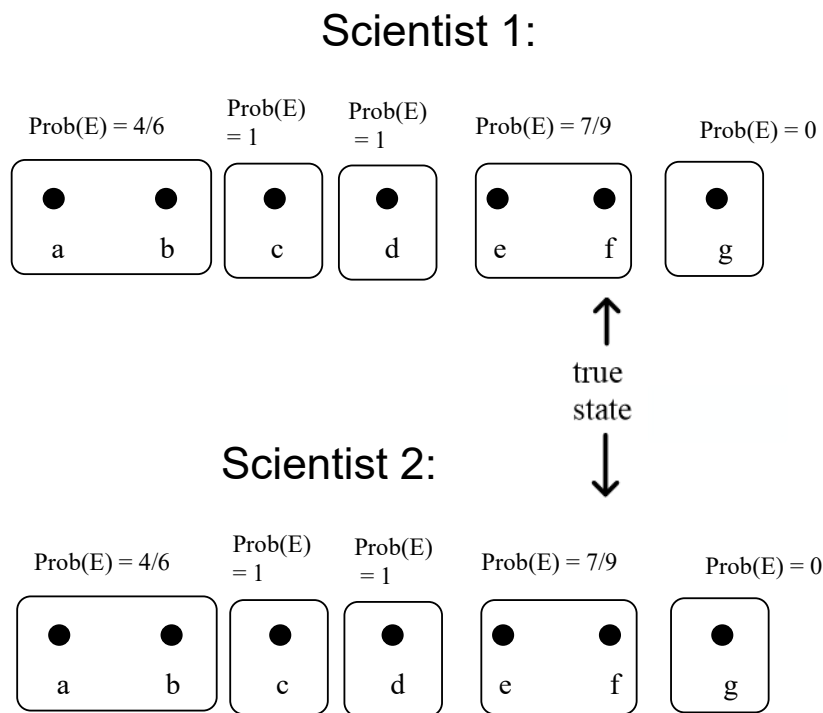 Scientist 1:
Prob(E) = 4/6
Prob(E)
= 1
Prob(E)
= 1
Prob(E) = 7/9
Prob(E) = 0
a b c d e f g
true
state
Scientist 2:
Prob(E) = 4/6
Prob(E)
= 1
Prob(E)
= 1
Prob(E) = 7/9
Prob(E) = 0
a b c d e f g